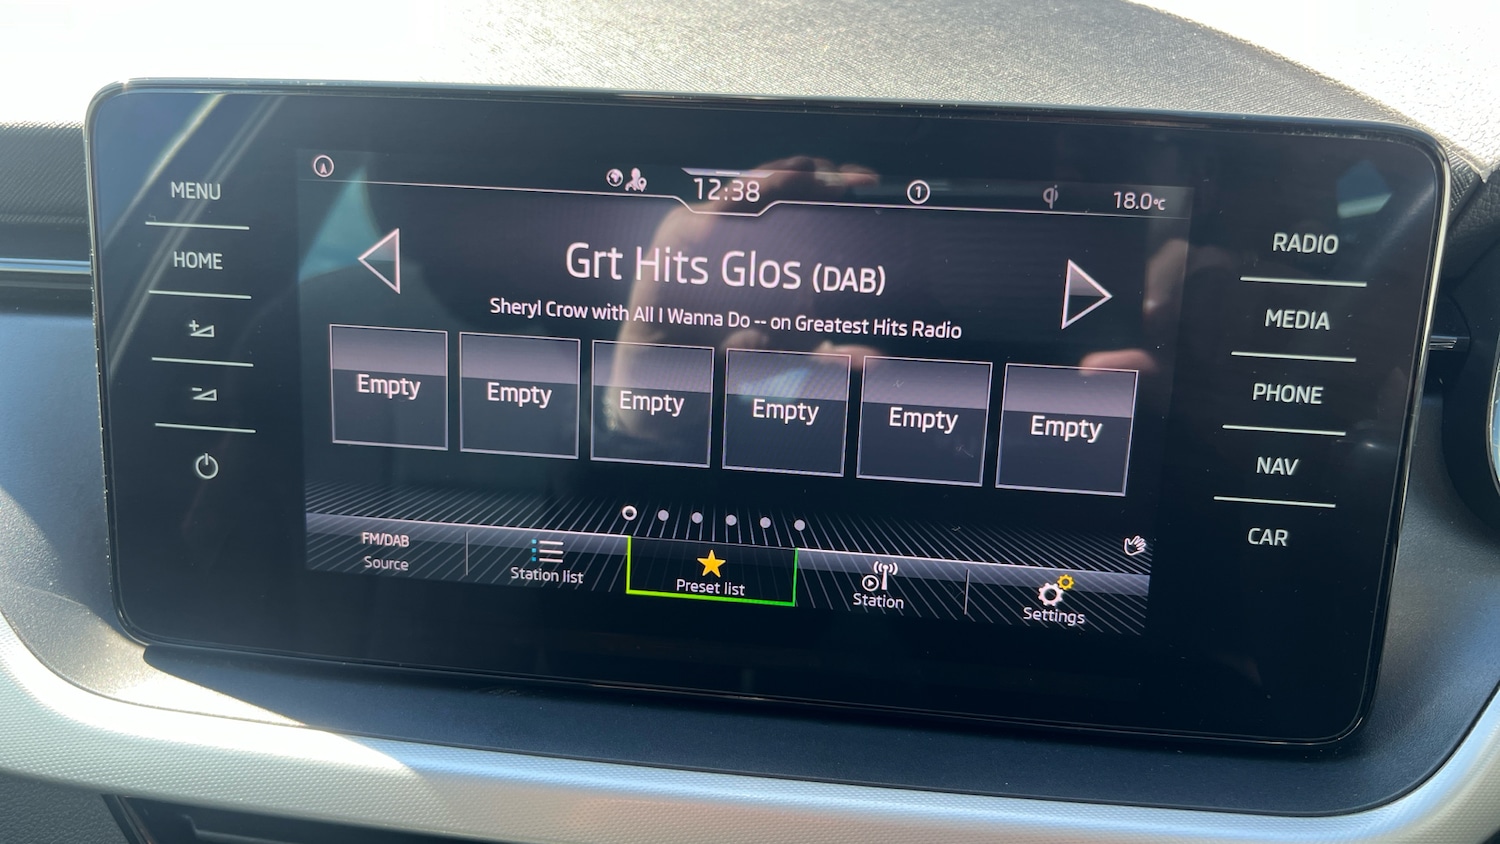 MENU
HOME
12:38
1
18.0°C
Grt Hits Glos (DAB)
Sheryl Crow with All I Wanna Do -- on Greatest Hits Radio
Empty
Empty
Empty
Empty
Empty
Empty
FM/DAB
Source
Station list
Preset list
Station
Settings
RADIO
MEDIA
PHONE
NAV
CAR